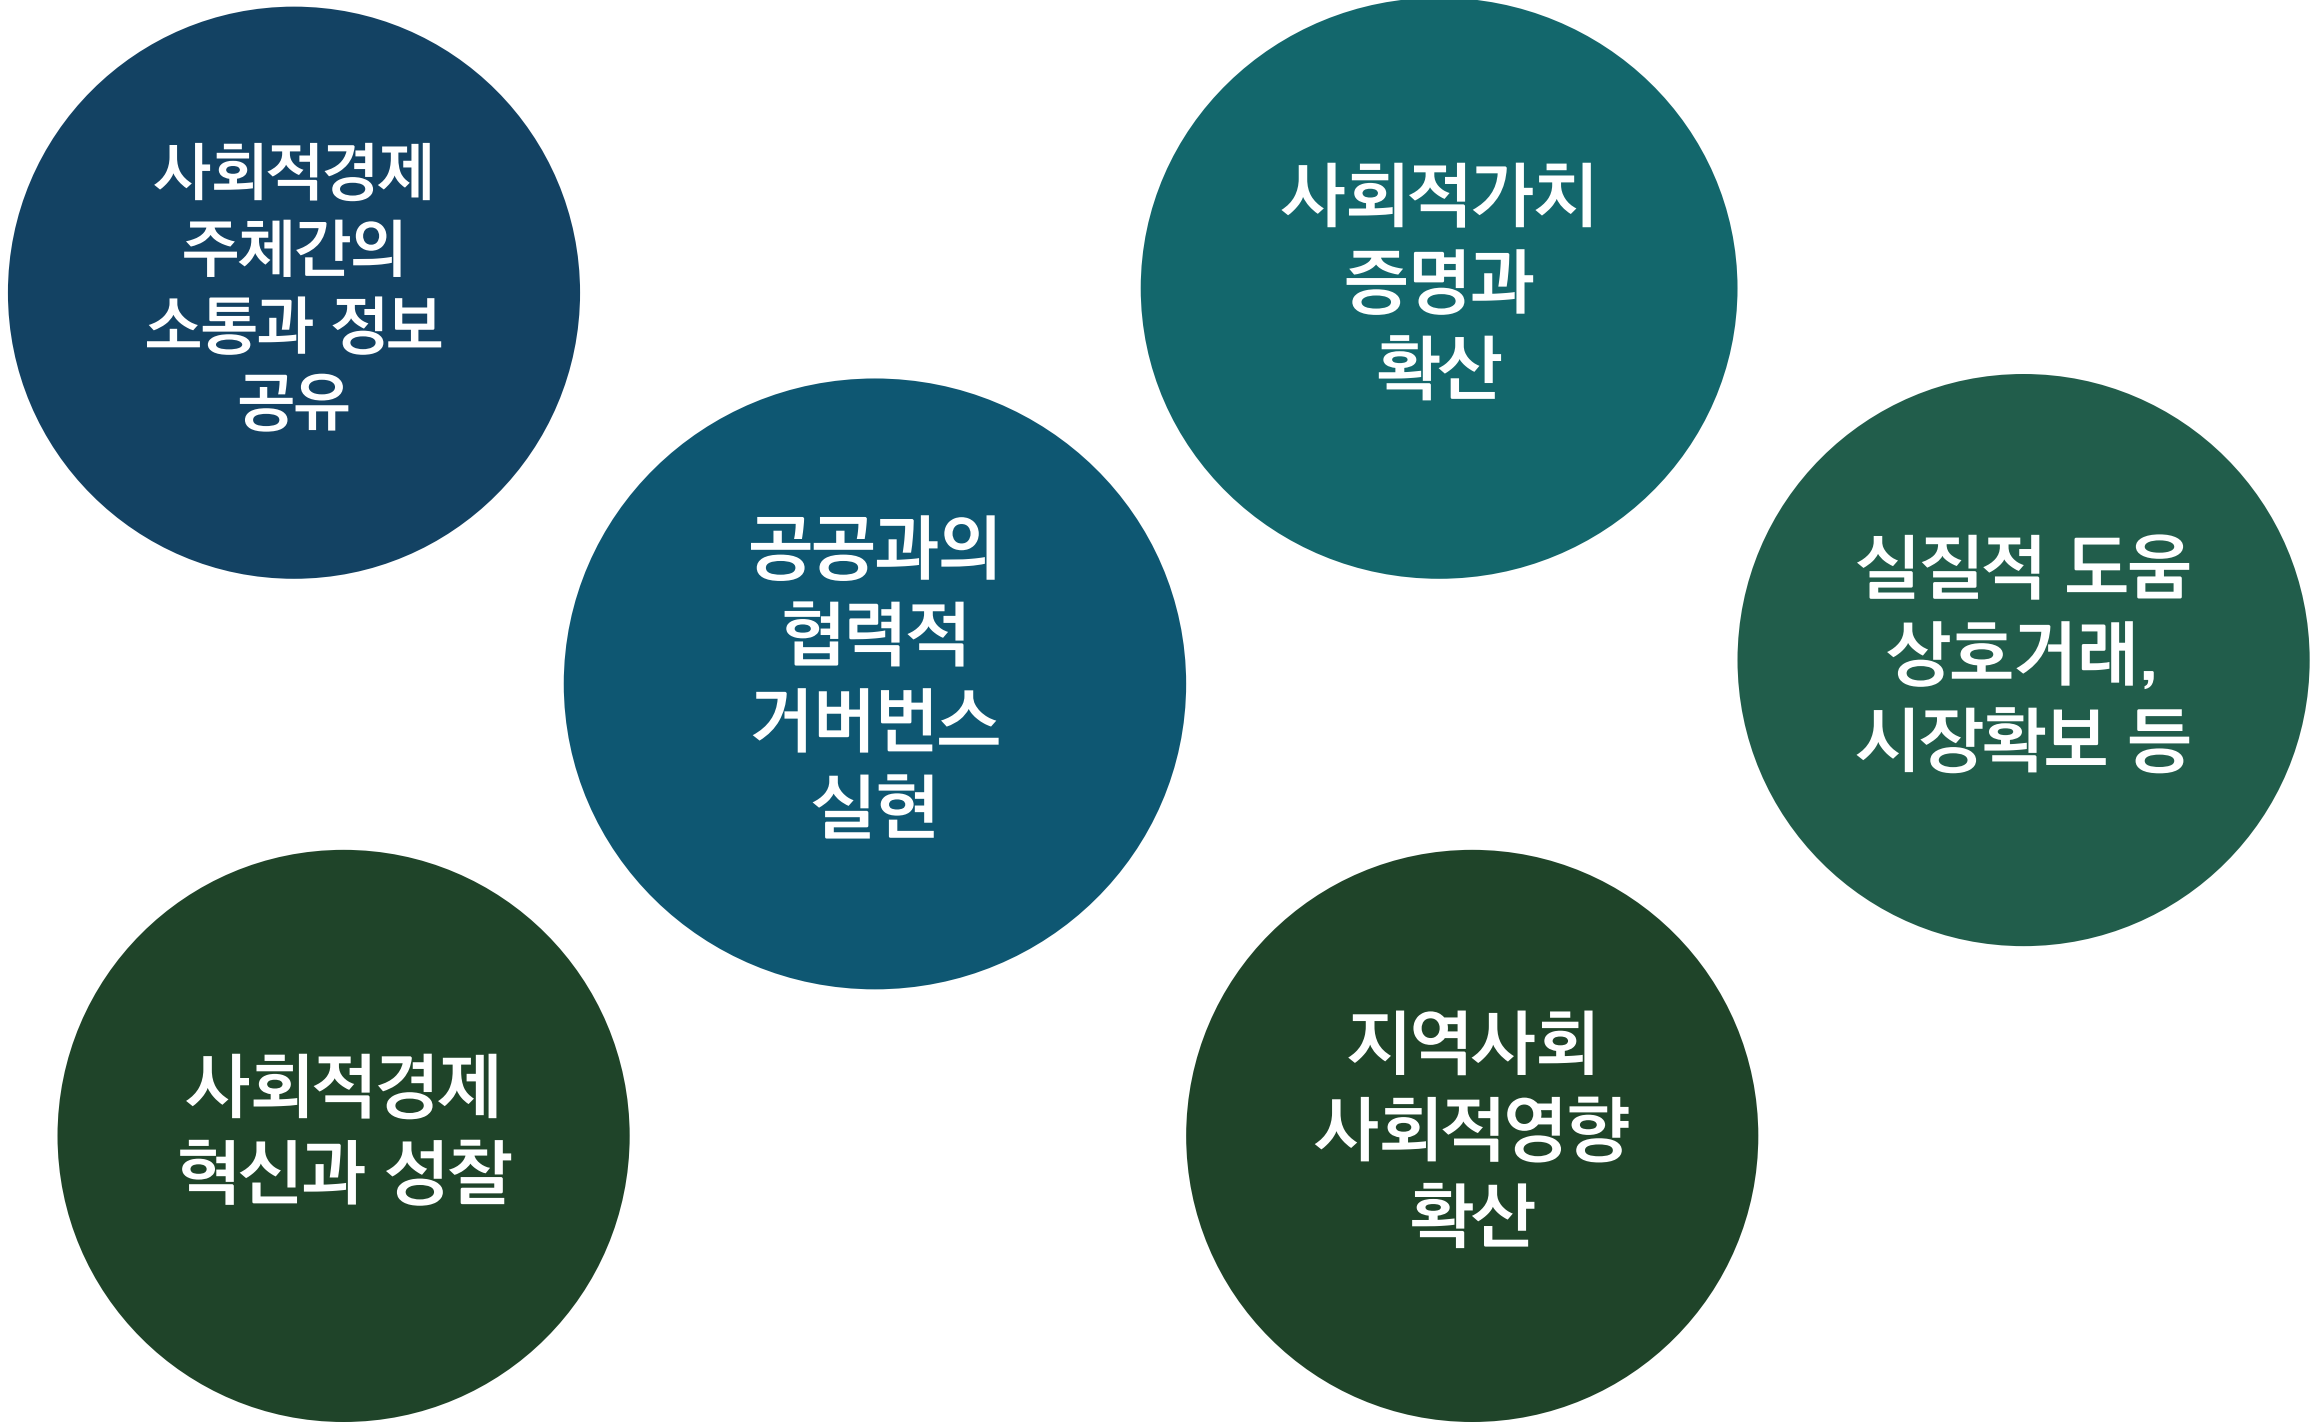 사회적경제
주체간의
소통과 정보
공유
공공과의
협력적
거버번스
실현
사회적가치
증명과
확산
실질적 도움
상호거래,
시장확보 등
사회적경제
혁신과 성찰
지역사회
사회적영향
확산